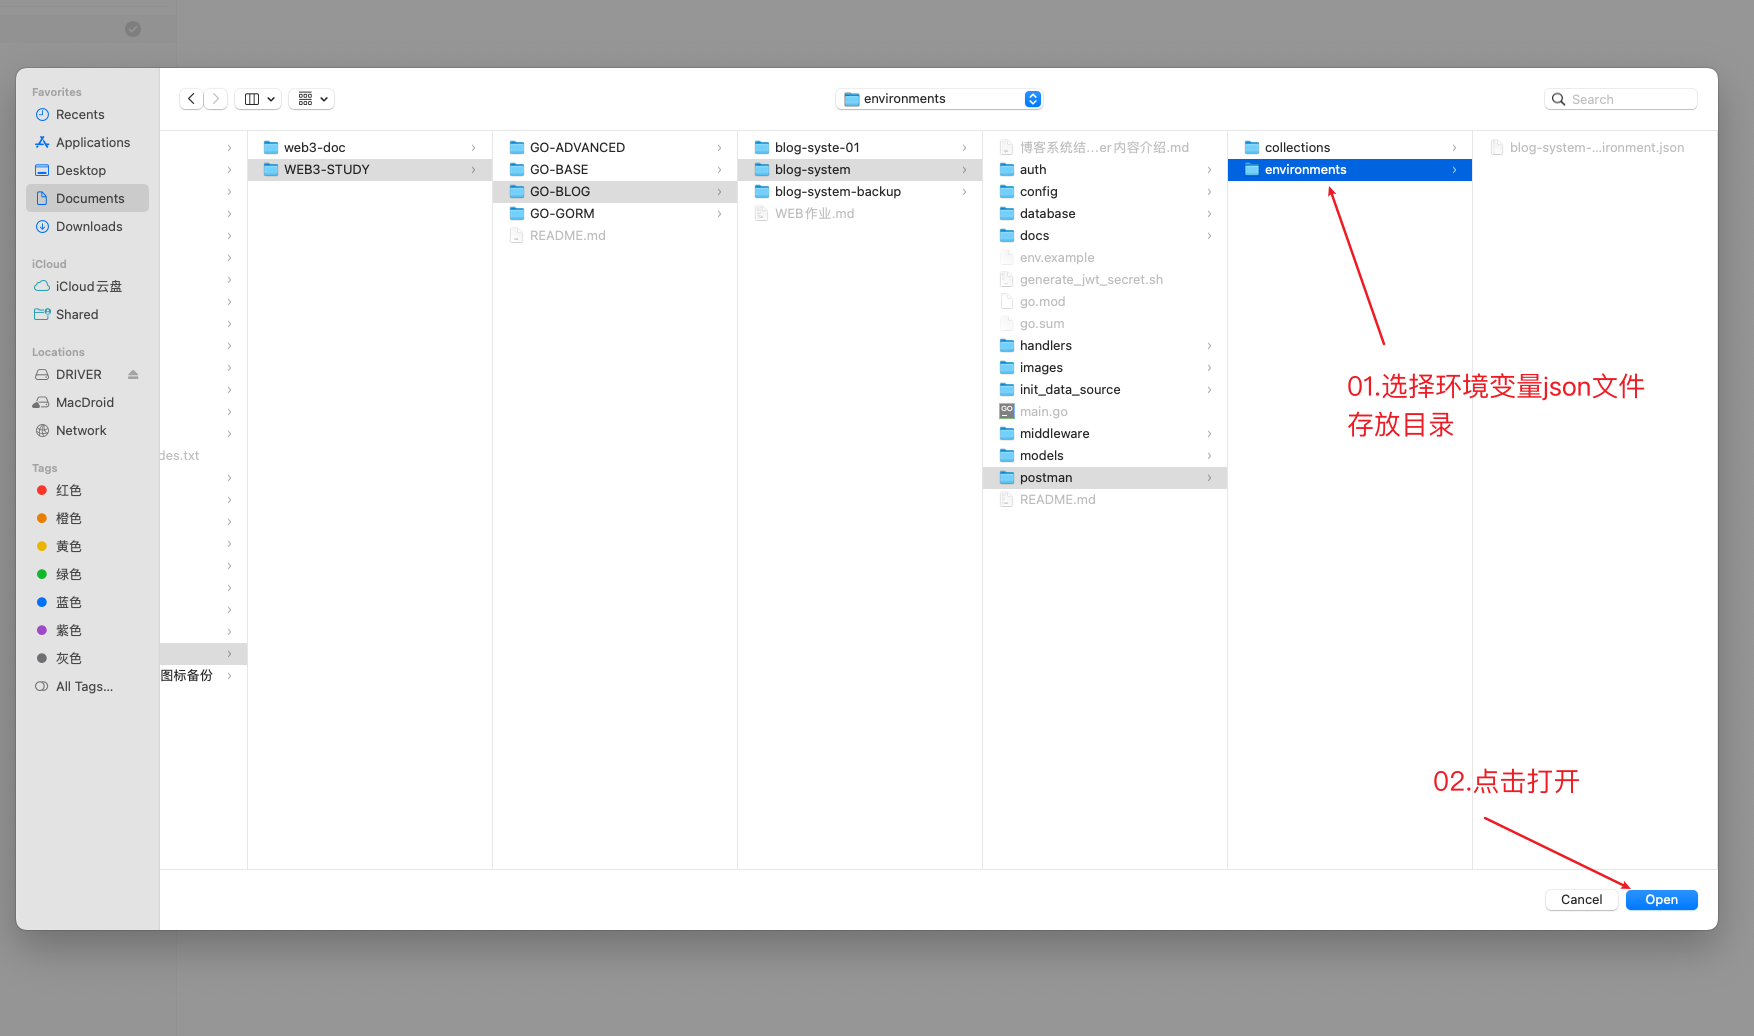 Favorites
Recents
Applications
Desktop
Documents
Downloads
iCloud
iCloud云盘
Shared
Locations
DRIVER
MacDroid
Network
Tags
红色
橙色
黄色
绿色
蓝色
紫色
灰色
All Tags...
environments
Search
des.txt
图标备份
web3-doc
WEB3-STUDY
GO-ADVANCED
GO-BASE
GO-BLOG
GO-GORM
README.md
blog-syste-01
blog-system
blog-system-backup
WEB作业.md
博客系统结...er内容介绍.md
auth
config
database
docs
env.example
generate_jwt_secret.sh
go.mod
go.sum
handlers
images
init_data_source
main.go
middleware
models
postman
README.md
collections
environments
blog-system-...ironment.json
01.选择环境变量json文件
存放目录
02.点击打开
Cancel
Open